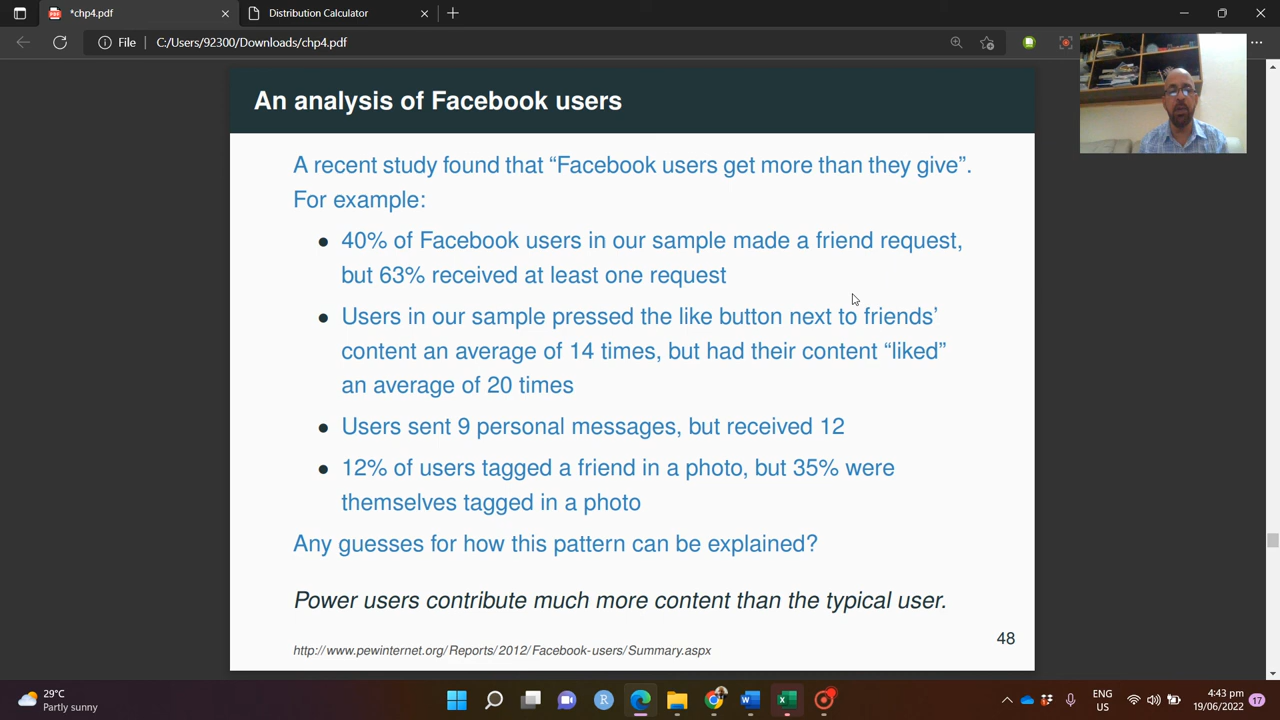 *chp4.pdf
Distribution Calculator
File
C:/Users/92300/Downloads/chp4.pdf
An analysis of Facebook users
A recent study found that “Facebook users get more than they give”.
For example:
• 40% of Facebook users in our sample made a friend request,
but 63% received at least one request
• Users in our sample pressed the like button next to friends’
content an average of 14 times, but had their content “liked”
an average of 20 times
• Users sent 9 personal messages, but received 12
• 12% of users tagged a friend in a photo, but 35% were
themselves tagged in a photo
Any guesses for how this pattern can be explained?
Power users contribute much more content than the typical user.
48
http://www.pewinternet.org/Reports/2012/Facebook-users/Summary.aspx
29°C
Partly sunny
ENG
US
4:43 pm
19/06/2022
17